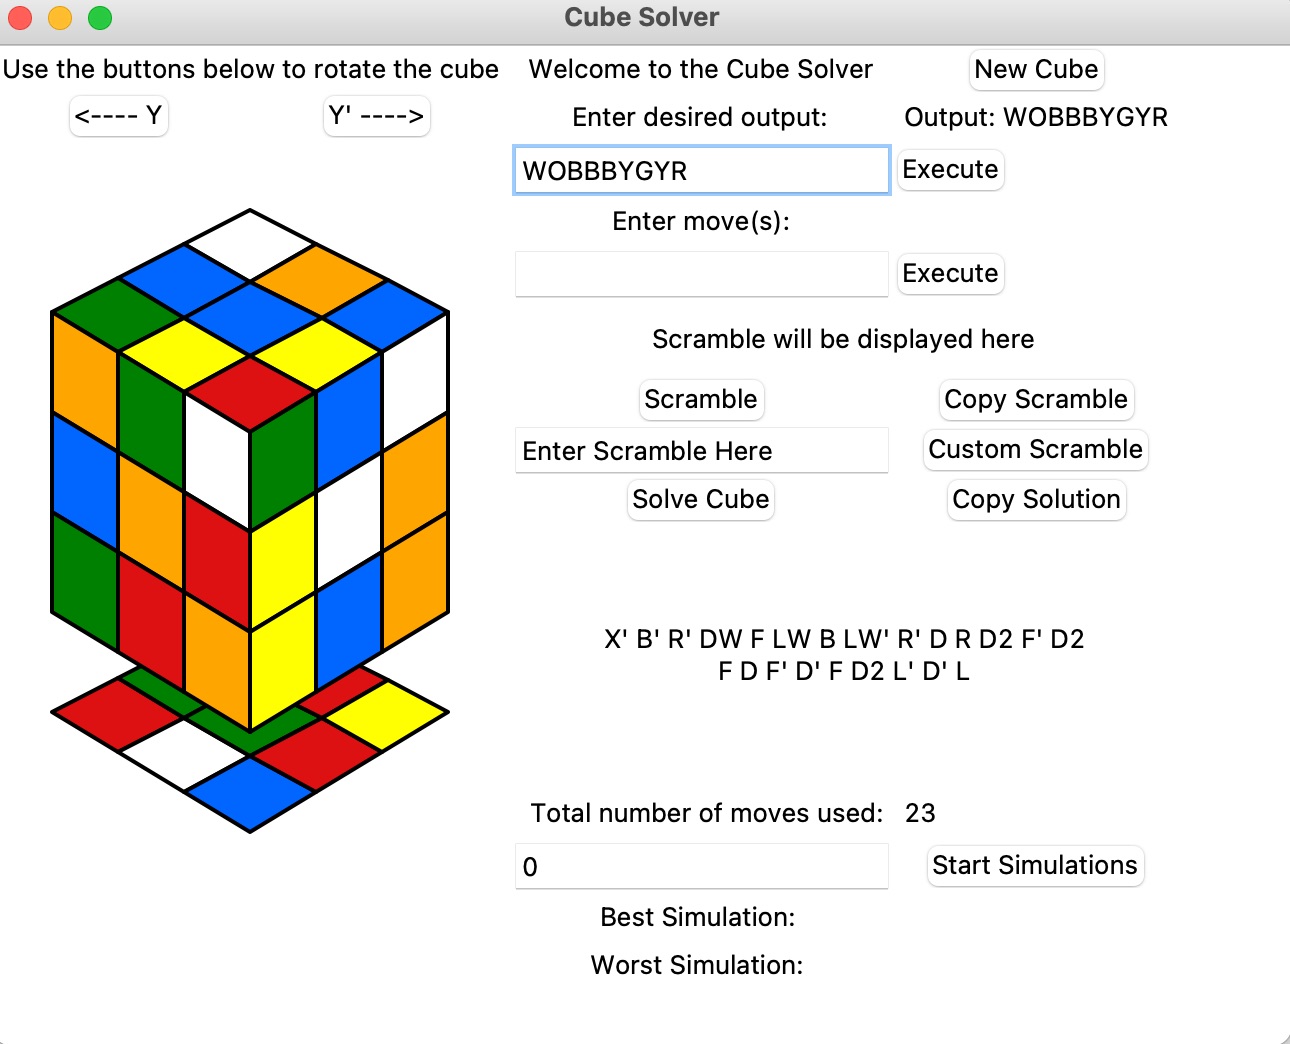 Cube Solver
Use the buttons below to rotate the cube
Welcome to the Cube Solver
New Cube
<---- Y
Y' ---->
Enter desired output:
Output: WOBBBYGYR
WOBBBYGYR
Execute
Enter move(s):
Execute
Scramble will be displayed here
Scramble
Copy Scramble
Enter Scramble Here
Custom Scramble
Solve Cube
Copy Solution
X' B' R' DW F LW B LW' R' D R D2 F' D2
F D F' D' F D2 L' D' L
Total number of moves used:
23
0
Start Simulations
Best Simulation:
Worst Simulation: